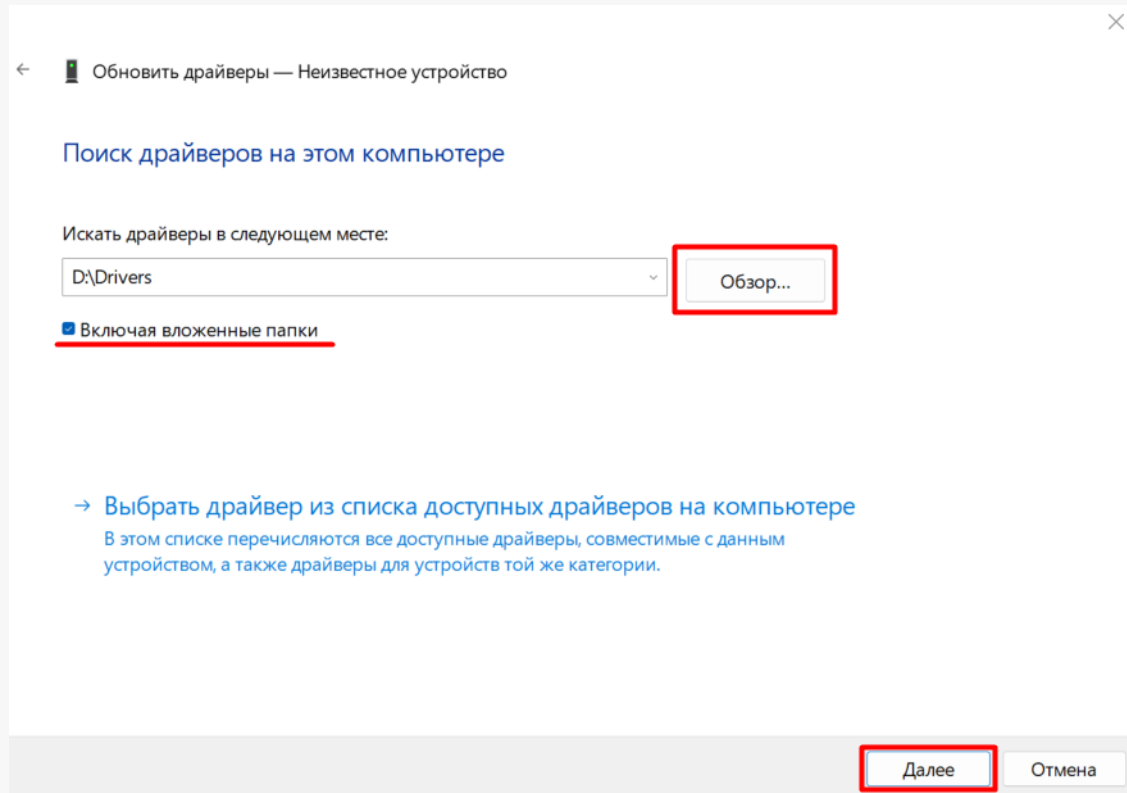 Обновить драйверы — Неизвестное устройство
Поиск драйверов на этом компьютере
Искать драйверы в следующем месте:
D:\Drivers
Обзор...
Включая вложенные папки
Выбрать драйвер из списка доступных драйверов на компьютере
В этом списке перечисляются все доступные драйверы, совместимые с данным
устройством, а также драйверы для устройств той же категории.
Далее
Отмена